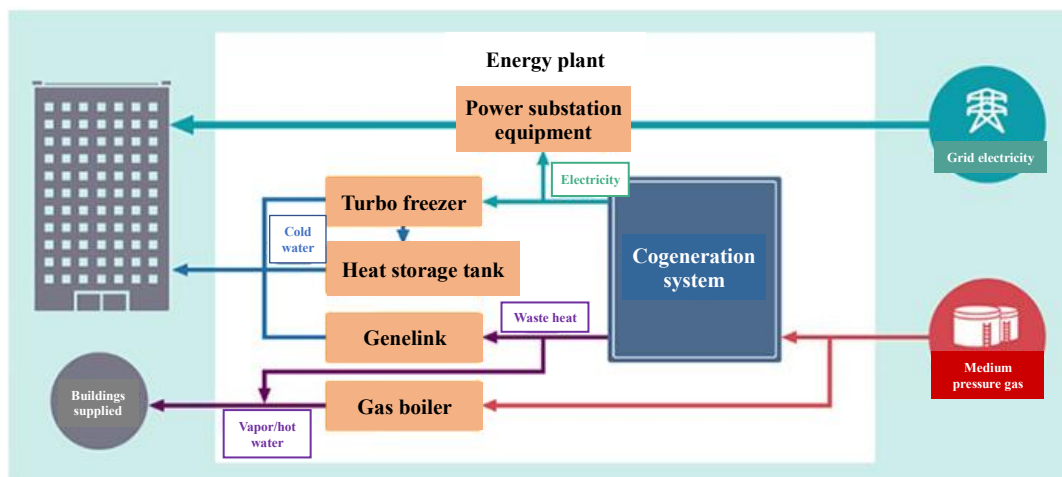 Energy plant
Power substation
equipment
Grid electricity
Electricity
Turbo freezer
Cold
water
Heat storage tank
Cogeneration
system
Waste heat
Genelink
Medium
pressure gas
Buildings
supplied
Gas boiler
Vapor/hot
water